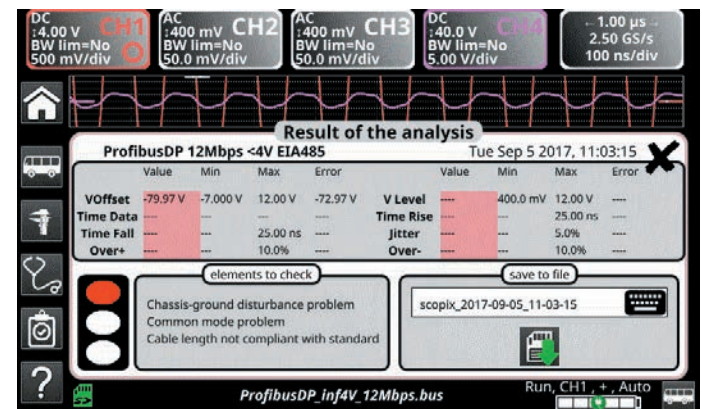 DC
÷4.00 V CH1
BW lim=No
500 mV/div
AC
÷400 mV CH2
BW lim=No
50.0 mV/div
AC
÷400 mV CH3
BW lim=No
50.0 mV/div
DC
÷40.0 V CH4
BW lim=No
5.00 V/div
←1.00 µs→
2.50 GS/s
100 ns/div
Result of the analysis
ProfibusDP 12Mbps <4V EIA485 Tue Sep 5 2017, 11:03:15
Value Min Max Error Value Min Max Error
VOffset -79.97 V -7.000 V 12.00 V -72.97 V V Level ---- 400.0 mV 12.00 V ----
Time Data ---- ---- ---- ---- Time Rise ---- ---- 25.00 ns ----
Time Fall ---- ---- 25.00 ns ---- Jitter ---- ---- 5.0% ----
Over+ ---- ---- 10.0% ---- Over- ---- ---- 10.0% ----
elements to check
Chassis-ground disturbance problem
Common mode problem
Cable length not compliant with standard
save to file
scopix_2017-09-05_11-03-15
?
ProfibusDP_inf4V_12Mbps.bus
Run, CH1 , + , Auto